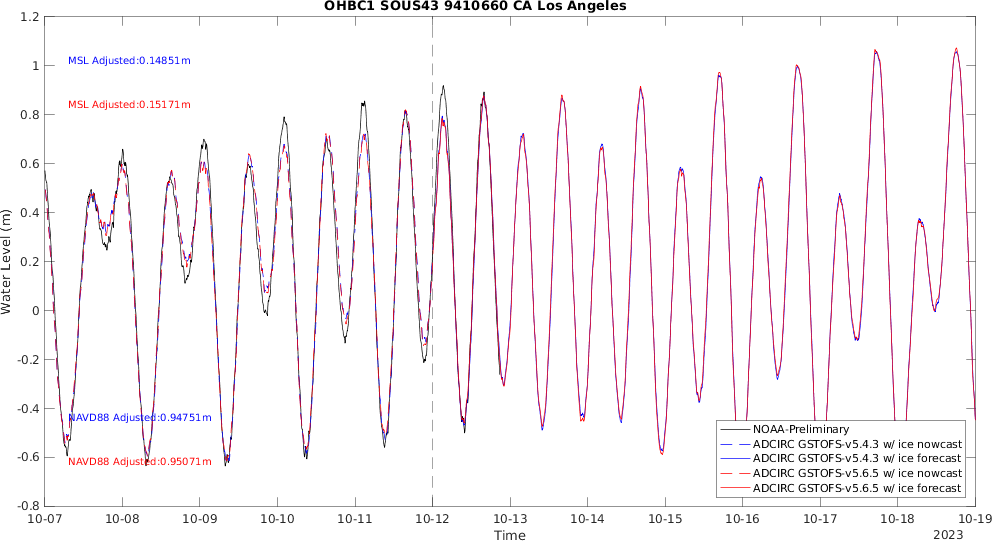 OHBC1 SOUS43 9410660 CA Los Angeles
1.2
1
0.8
0.6
0.4
0.2
0
-0.2
-0.4
-0.6
-0.8
Water Level (m)
MSL Adjusted:0.14851m
MSL Adjusted:0.15171m
NAVD88 Adjusted:0.94751m
NAVD88 Adjusted:0.95071m
NOAA-Preliminary
ADCIRC GSTOFS-v5.4.3 w/ ice nowcast
ADCIRC GSTOFS-v5.4.3 w/ ice forecast
ADCIRC GSTOFS-v5.6.5 w/ ice nowcast
ADCIRC GSTOFS-v5.6.5 w/ ice forecast
10-07 10-08 10-09 10-10 10-11 10-12 10-13 10-14 10-15 10-16 10-17 10-18 10-19
Time
2023